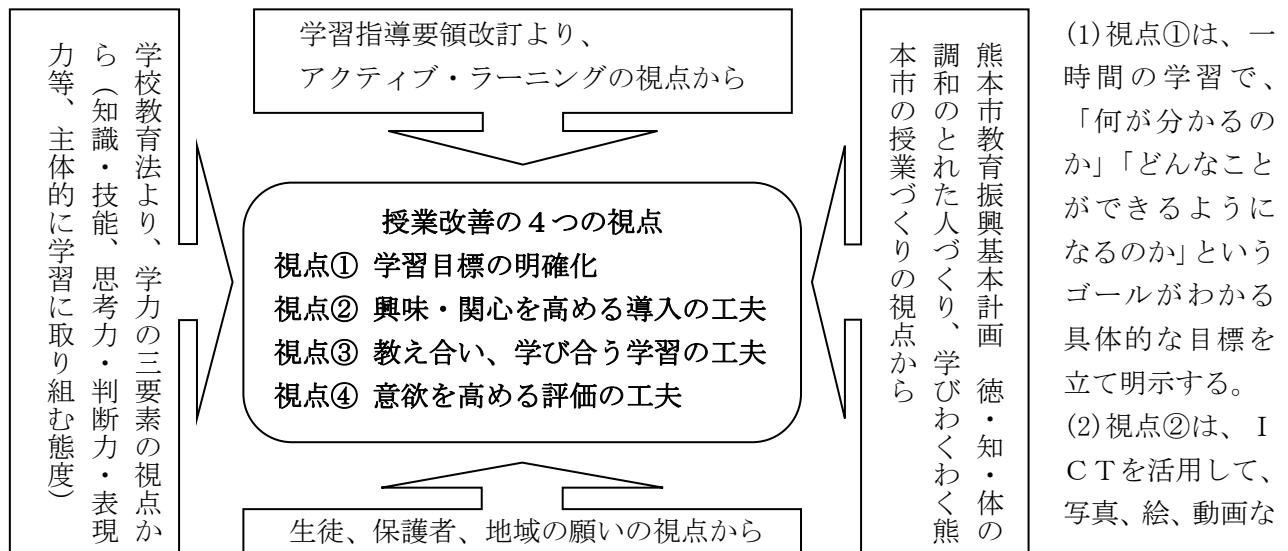 学習指導要領改訂より、
アクティブ・ラーニングの視点から
学校教育法より、学力の三要素の視点か
ら（知識・技能、思考力・判断力・表現
力等、主体的に学習に取り組む態度）
授業改善の４つの視点
視点① 学習目標の明確化
視点② 興味・関心を高める導入の工夫
視点③ 教え合い、学び合う学習の工夫
視点④ 意欲を高める評価の工夫
熊本市教育振興基本計画　徳・知・体の
調和のとれた人づくり、学びわくわく熊
本市の授業づくりの視点から
生徒、保護者、地域の願いの視点から
(1)視点①は、一
時間の学習で、
「何が分かるの
か」「どんなこと
ができるように
なるのか」という
ゴールがわかる
具体的な目標を
立て明示する。
(2)視点②は、Ｉ
ＣＴを活用して、
写真、絵、動画な